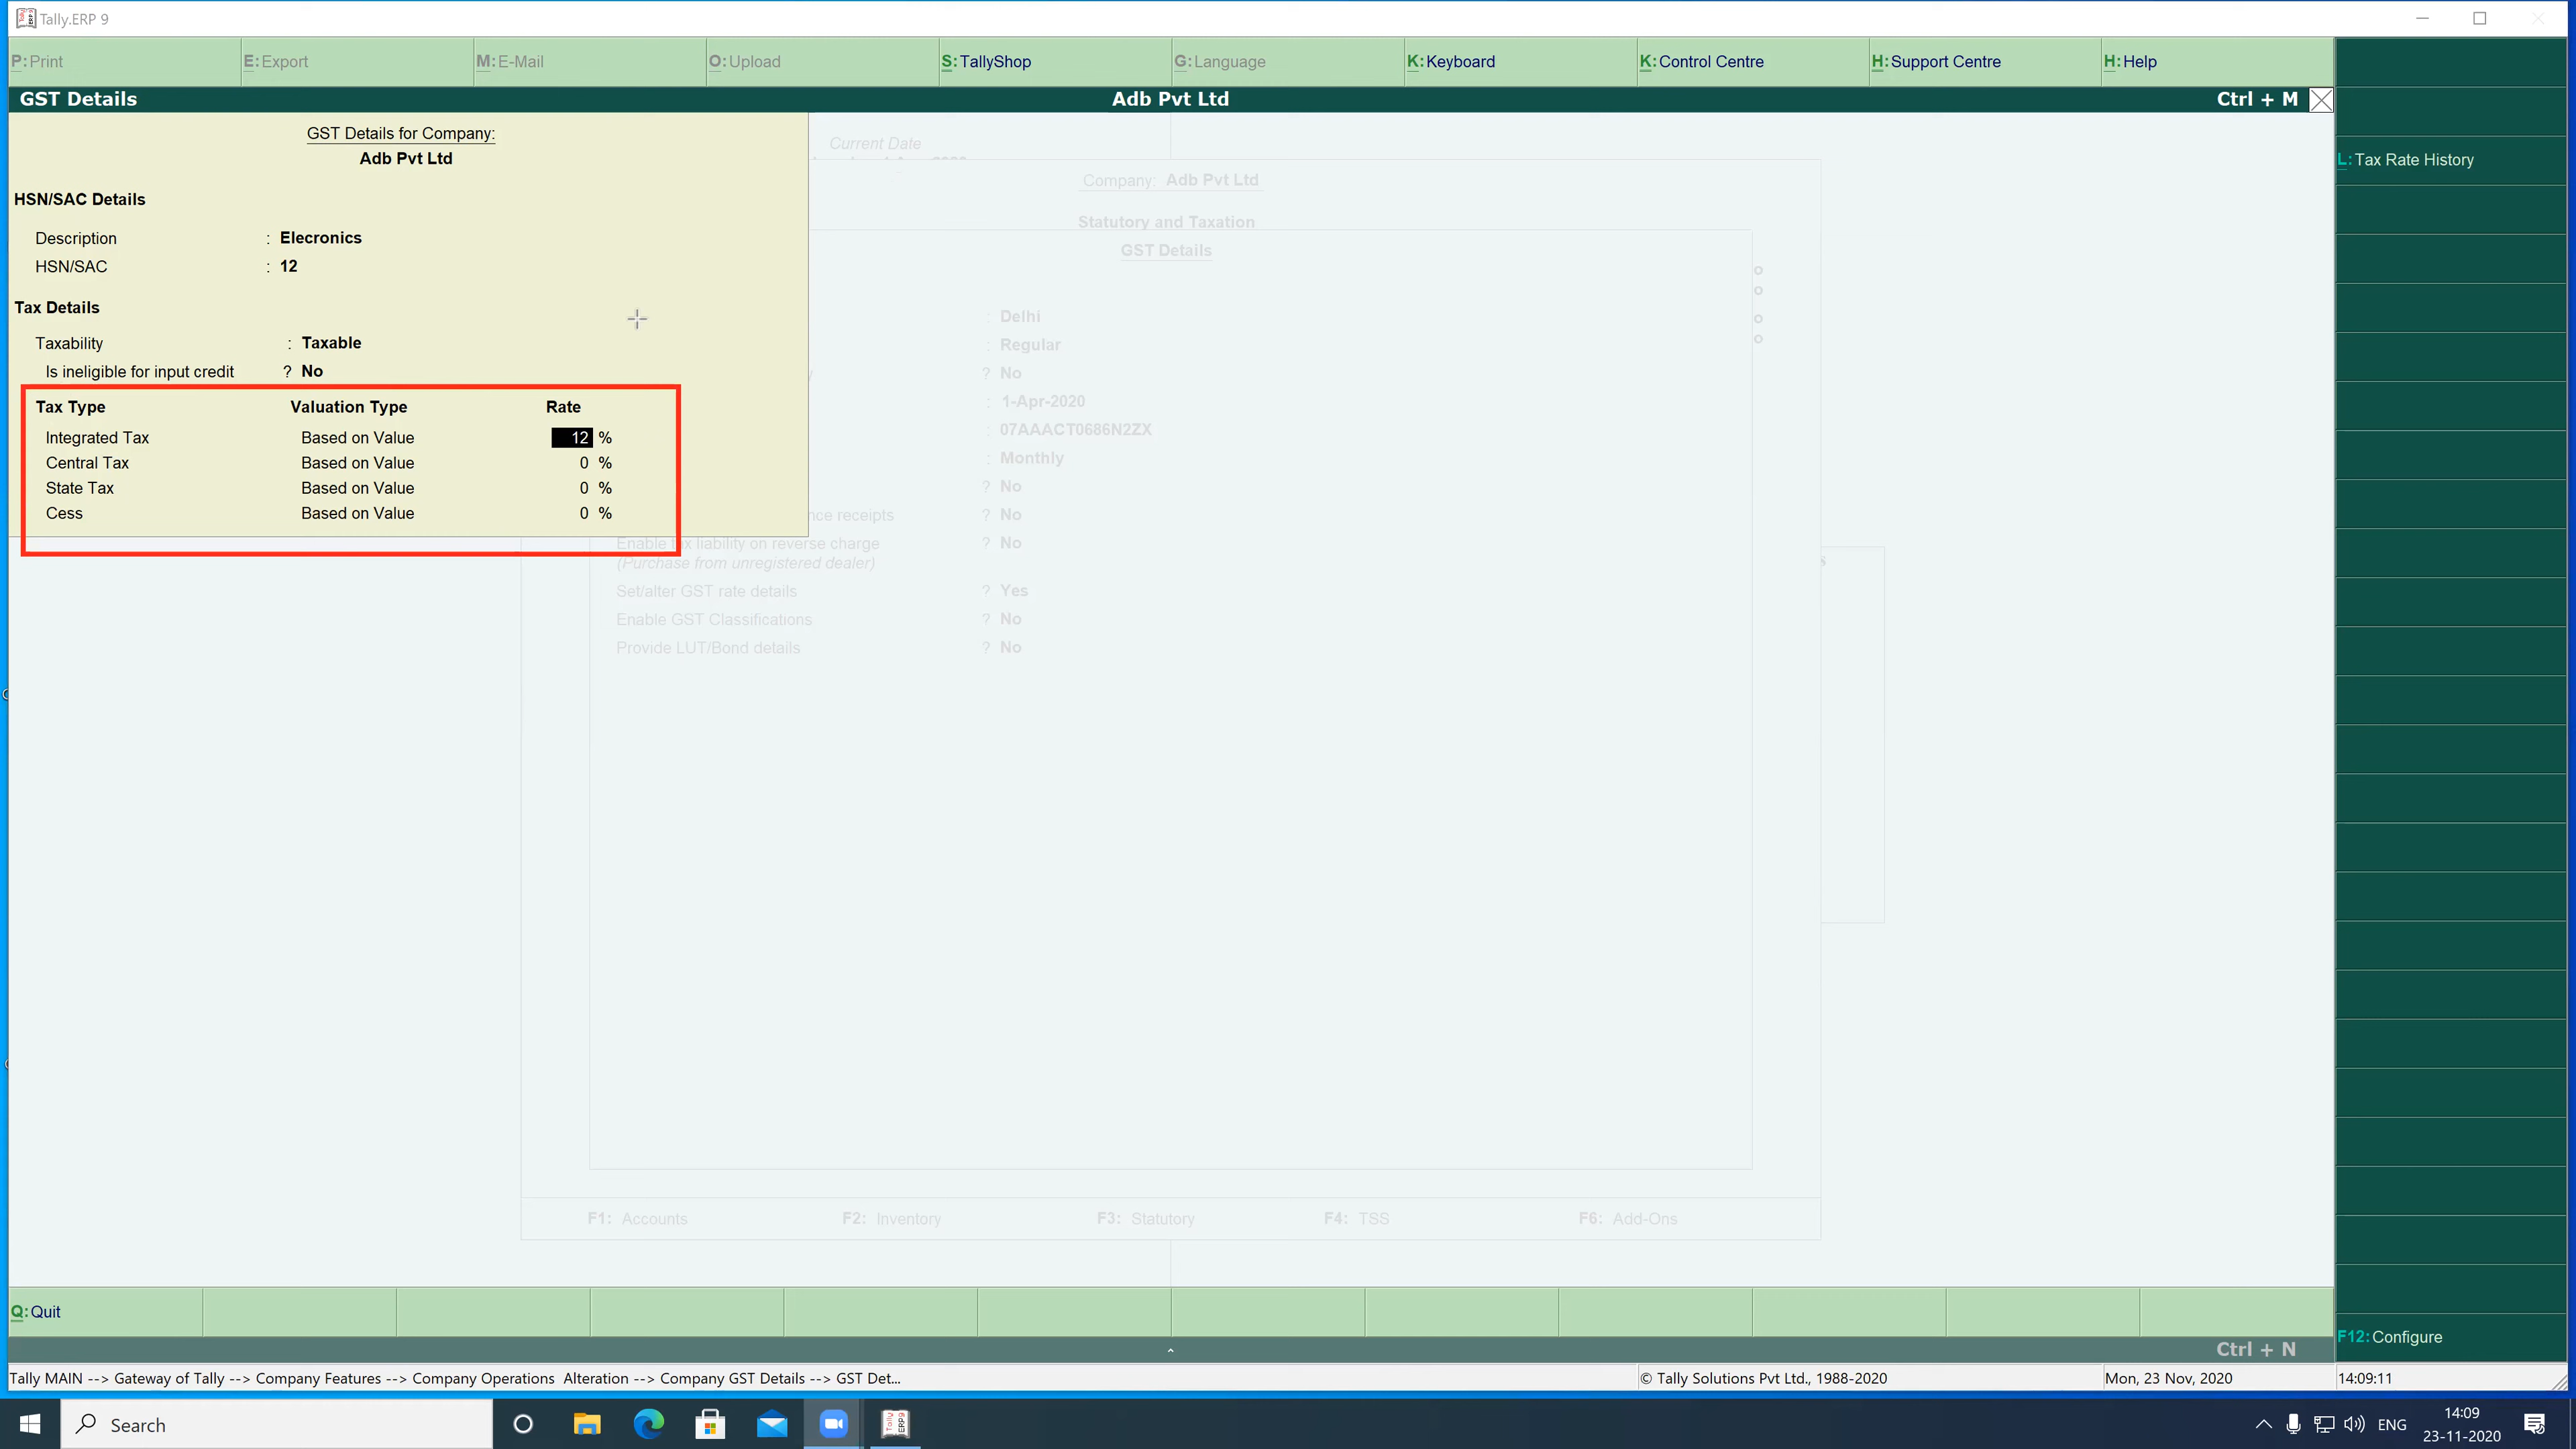 Tally.ERP 9
P: Print E: Export M: E-Mail O: Upload S: TallyShop G: Language K: Keyboard K: Control Centre H: Support Centre H: Help
GST Details Adb Pvt Ltd Ctrl + M
GST Details for Company:
Adb Pvt Ltd
HSN/SAC Details
Description : Elecronics
HSN/SAC : 12
Tax Details
Taxability : Taxable
Is ineligible for input credit ? No
Tax Type Valuation Type Rate
Integrated Tax Based on Value 12 %
Central Tax Based on Value 0 %
State Tax Based on Value 0 %
Cess Based on Value 0 %
Current Date
Company: Adb Pvt Ltd
Statutory and Taxation
GST Details
: Delhi
: Regular
? No
: 1-Apr-2020
: 07AAACT0686N2ZX
: Monthly
? No
receipts ? No
Enable tax liability on reverse charge ? No
(Purchase from unregistered dealer)
Set/alter GST rate details ? Yes
Enable GST Classifications ? No
Provide LUT/Bond details ? No
F1: Accounts F2: Inventory F3: Statutory F4: TSS F6: Add-Ons
L: Tax Rate History
F12: Configure
Q: Quit
Ctrl + N
Tally MAIN --> Gateway of Tally --> Company Features --> Company Operations Alteration --> Company GST Details --> GST Det...
© Tally Solutions Pvt Ltd., 1988-2020
Mon, 23 Nov, 2020
14:09:11
Search
ENG
14:09
23-11-2020